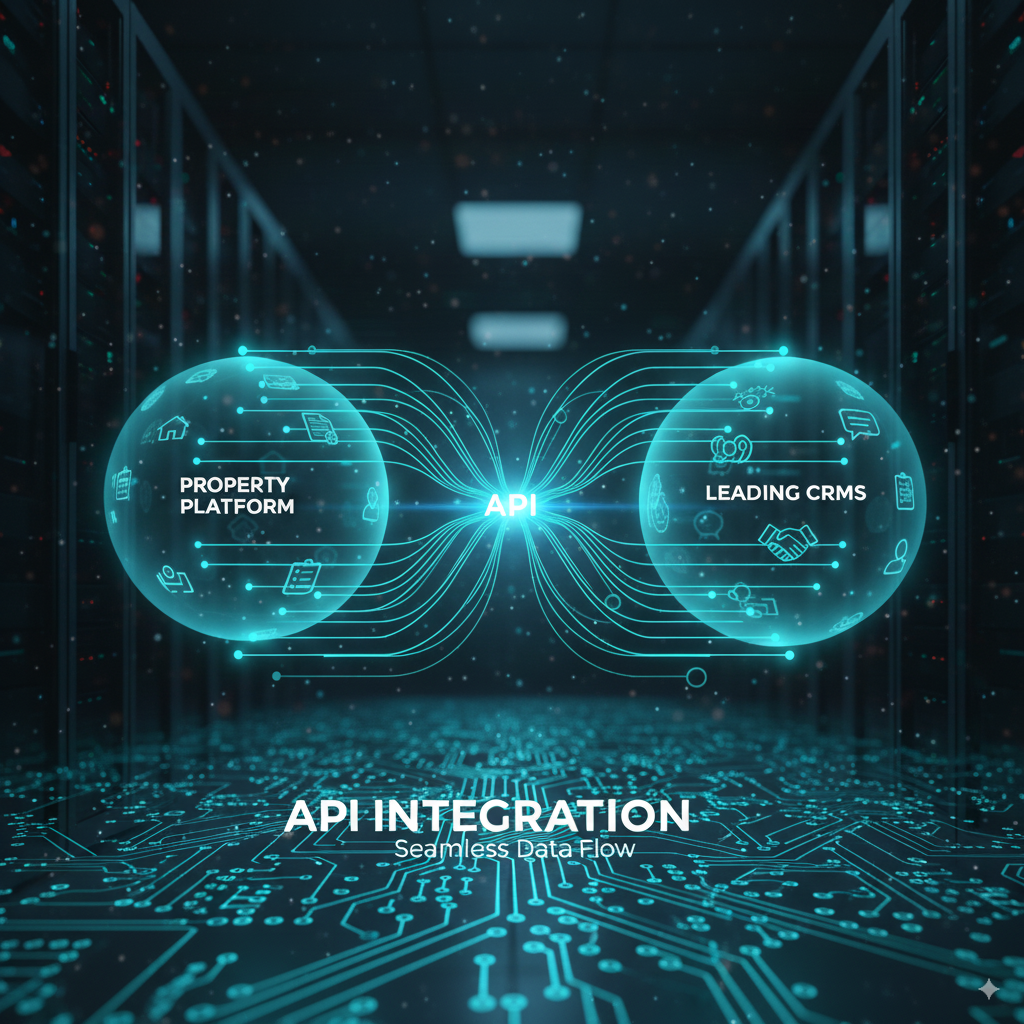 PROPERTY
PLATFORM
API
LEADING CRMS
API INTEGRATION
Seamless Data Flow